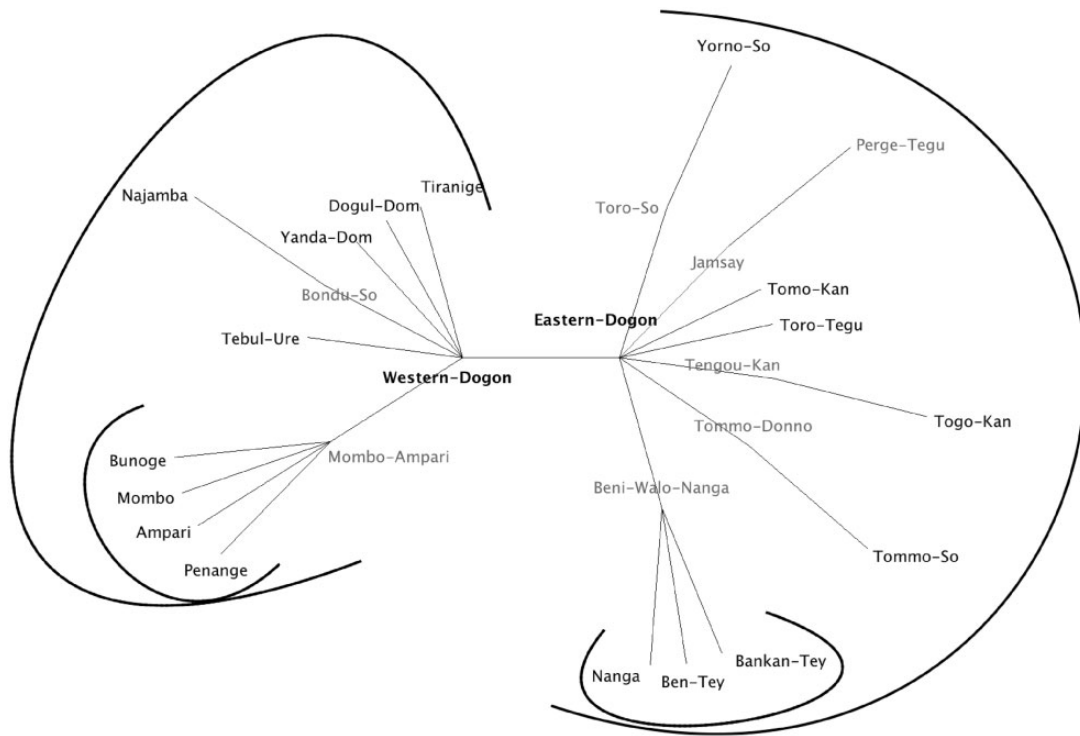 Yorno-So
Perge-Tegu
Tiranige
Najamba
Dogul-Dom
Toro-So
Yanda-Dom
Jamsay
Bondu-So
Tomo-Kan
Eastern-Dogon
Toro-Tegu
Tebul-Ure
Tengou-Kan
Western-Dogon
Togo-Kan
Tommo-Donno
Mombo-Ampari
Bunoge
Beni-Walo-Nanga
Mombo
Ampari
Tommo-So
Penange
Bankan-Tey
Nanga
Ben-Tey